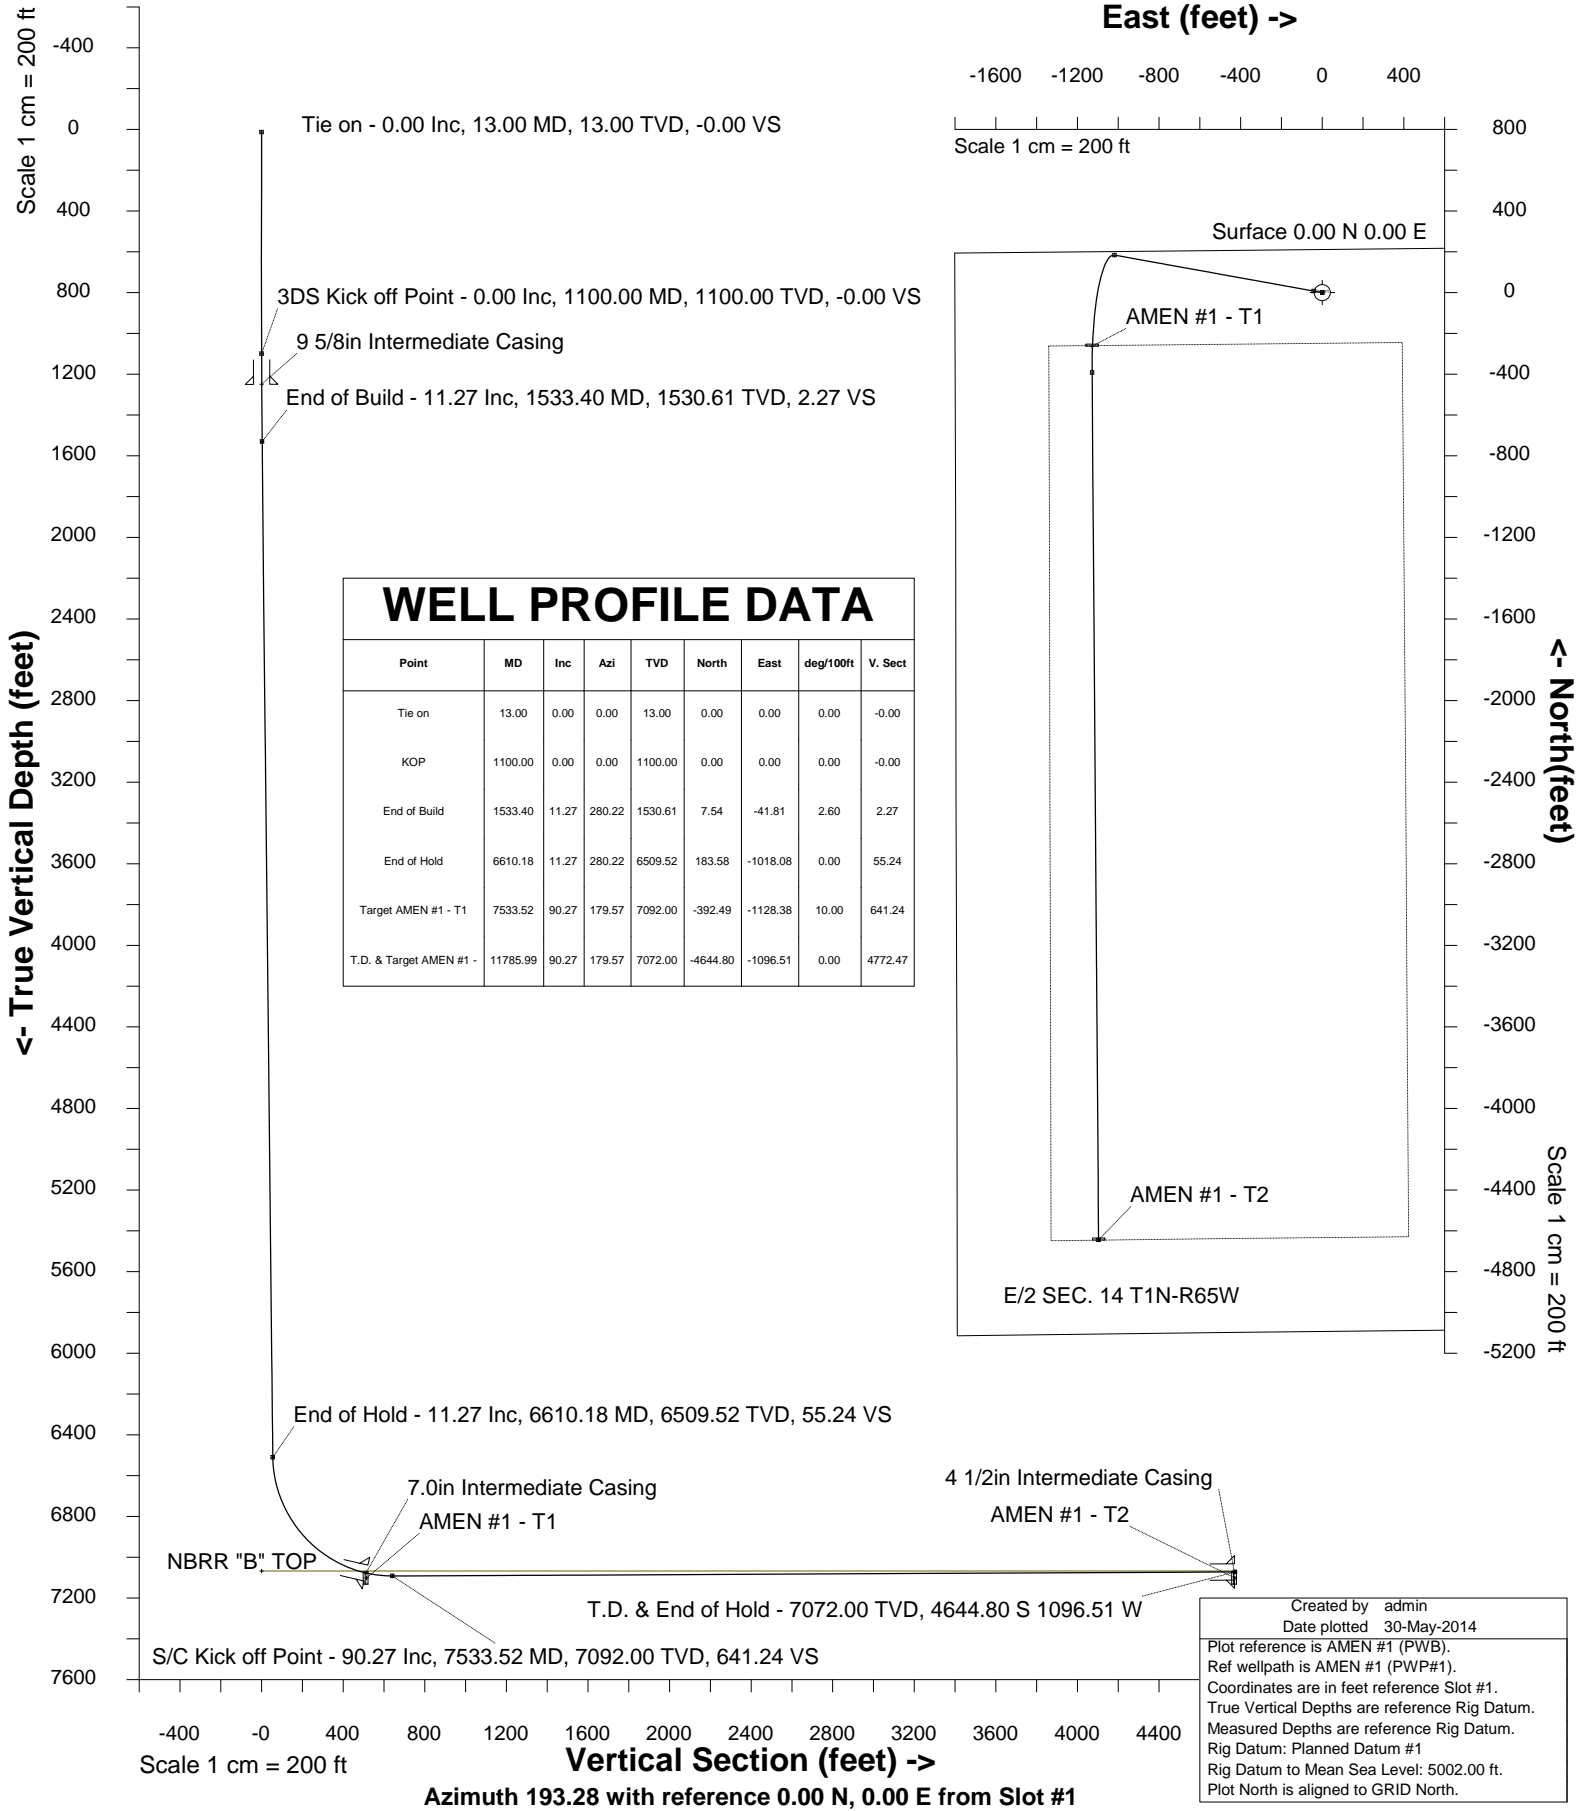 Scale 1 cm = 200 ft
-400
0
400
800
1200
1600
2000
2400
2800
3200
3600
4000
4400
4800
5200
5600
6000
6400
6800
7200
7600
<- True Vertical Depth (feet)
Tie on - 0.00 Inc, 13.00 MD, 13.00 TVD, -0.00 VS
3DS Kick off Point - 0.00 Inc, 1100.00 MD, 1100.00 TVD, -0.00 VS
9 5/8in Intermediate Casing
End of Build - 11.27 Inc, 1533.40 MD, 1530.61 TVD, 2.27 VS
WELL PROFILE DATA
Point MD Inc Azi TVD North East deg/100ft V. Sect
Tie on 13.00 0.00 0.00 13.00 0.00 0.00 0.00 -0.00
KOP 1100.00 0.00 0.00 1100.00 0.00 0.00 0.00 -0.00
End of Build 1533.40 11.27 280.22 1530.61 7.54 -41.81 2.60 2.27
End of Hold 6610.18 11.27 280.22 6509.52 183.58 -1018.08 0.00 55.24
Target AMEN #1 - T1 7533.52 90.27 179.57 7092.00 -392.49 -1128.38 10.00 641.24
T.D. & Target AMEN #1 - 11785.99 90.27 179.57 7072.00 -4644.80 -1096.51 0.00 4772.47
End of Hold - 11.27 Inc, 6610.18 MD, 6509.52 TVD, 55.24 VS
7.0in Intermediate Casing
AMEN #1 - T1
4 1/2in Intermediate Casing
AMEN #1 - T2
NBRR "B" TOP
T.D. & End of Hold - 7072.00 TVD, 4644.80 S 1096.51 W
S/C Kick off Point - 90.27 Inc, 7533.52 MD, 7092.00 TVD, 641.24 VS
-400 -0 400 800 1200 1600 2000 2400 2800 3200 3600 4000 4400
Scale 1 cm = 200 ft
Vertical Section (feet) ->
Azimuth 193.28 with reference 0.00 N, 0.00 E from Slot #1
East (feet) ->
-1600 -1200 -800 -400 0 400
Scale 1 cm = 200 ft
Surface 0.00 N 0.00 E
AMEN #1 - T1
AMEN #1 - T2
E/2 SEC. 14 T1N-R65W
800
400
0
-400
-800
-1200
-1600
-2000
-2400
-2800
-3200
-3600
-4000
-4400
-4800
-5200
<- North(feet)
Scale 1 cm = 200 ft
Created by admin
Date plotted 30-May-2014
Plot reference is AMEN #1 (PWB).
Ref wellpath is AMEN #1 (PWP#1).
Coordinates are in feet reference Slot #1.
True Vertical Depths are reference Rig Datum.
Measured Depths are reference Rig Datum.
Rig Datum: Planned Datum #1
Rig Datum to Mean Sea Level: 5002.00 ft.
Plot North is aligned to GRID North.